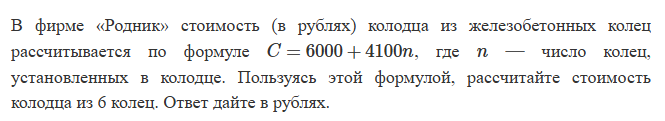 В фирме «Родник» стоимость (в рублях) колодца из железобетонных колец
рассчитывается по формуле C = 6000 + 4100n, где n — число колец,
установленных в колодце. Пользуясь этой формулой, рассчитайте стоимость
колодца из 6 колец. Ответ дайте в рублях.